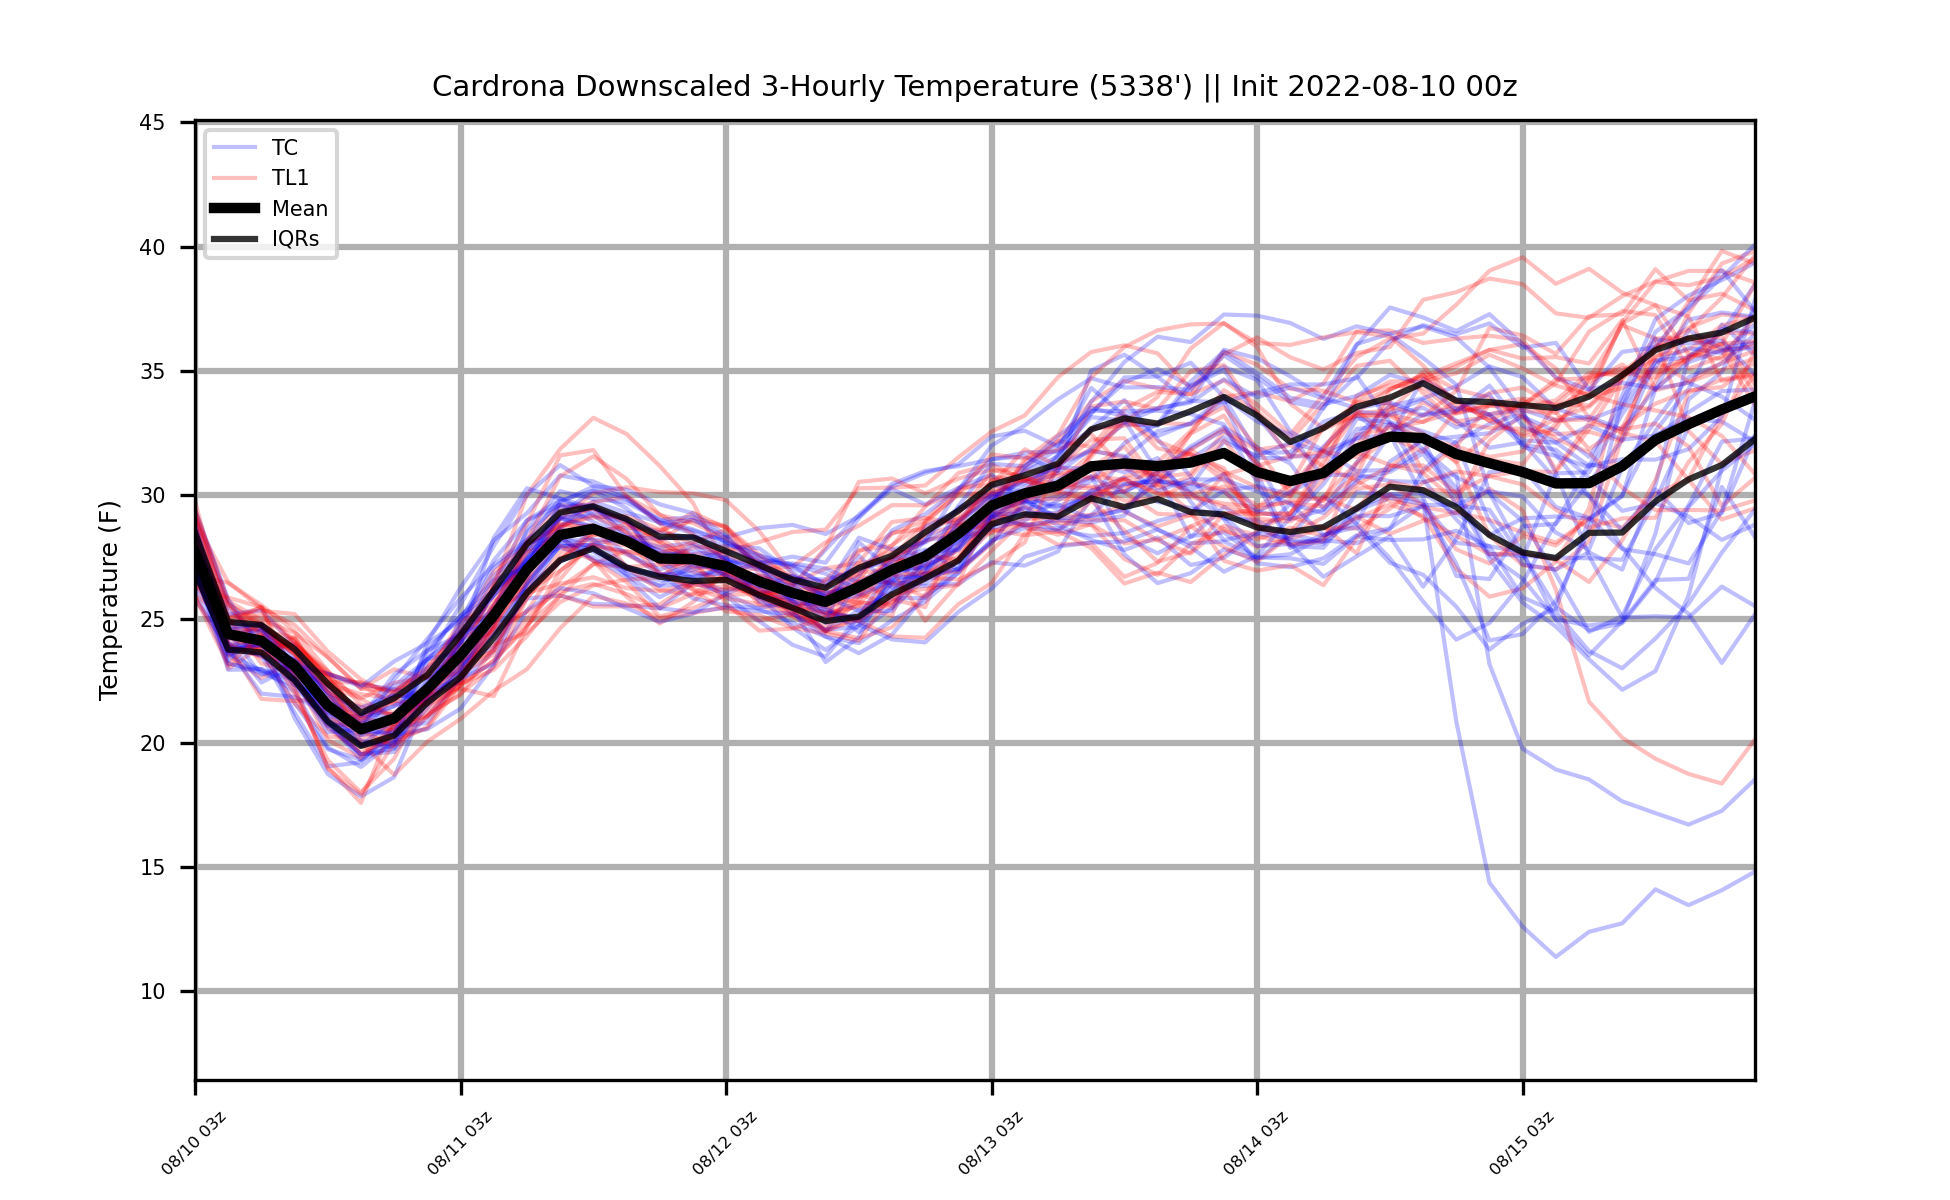 Cardrona Downscaled 3-Hourly Temperature (5338') || Init 2022-08-10 00z
TC
TL1
Mean
IQRs
Temperature (F)
45
40
35
30
25
20
15
10
08/10 03z
08/11 03z
08/12 03z
08/13 03z
08/14 03z
08/15 03z